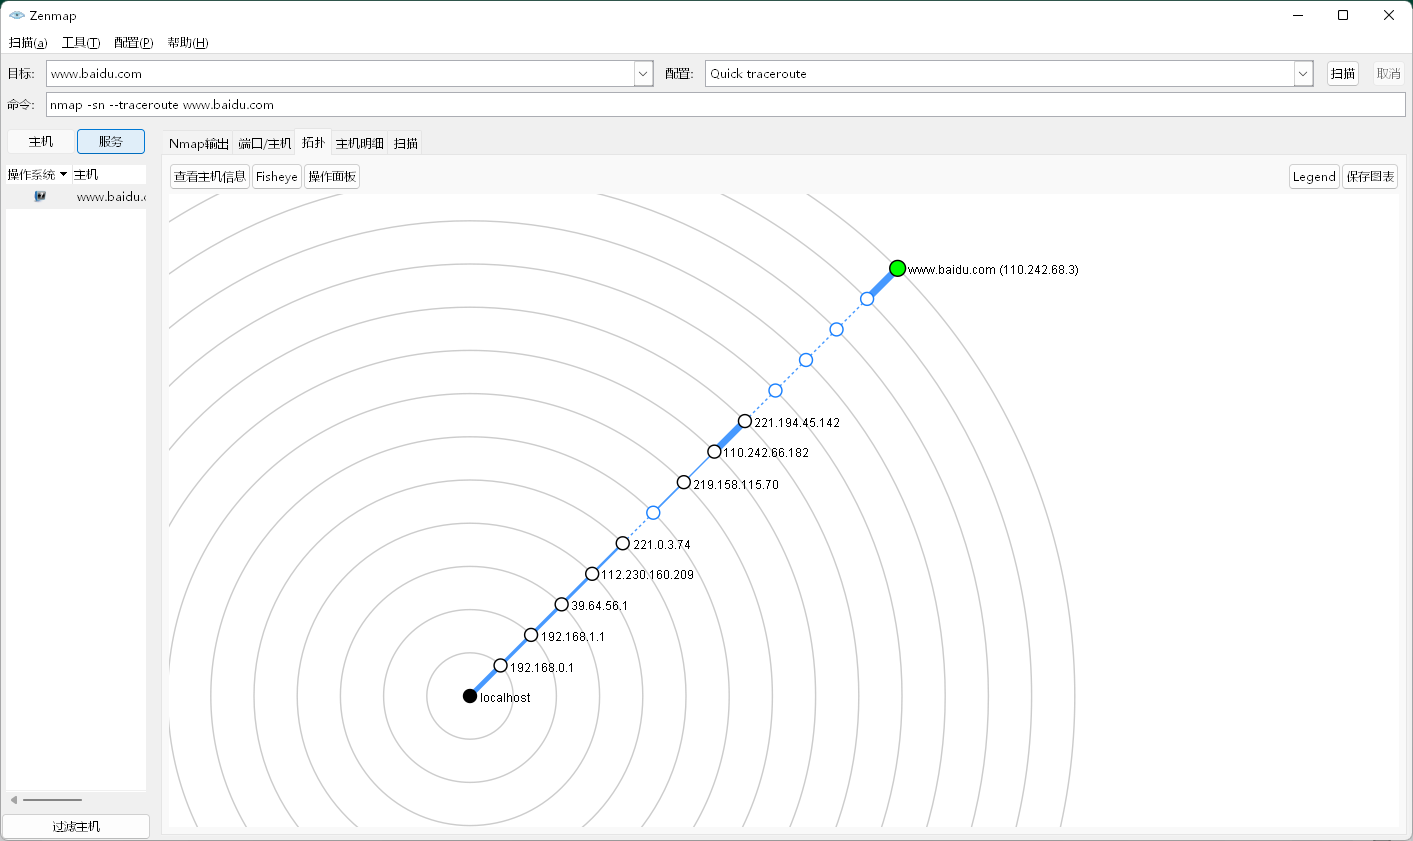 Zenmap
扫描(a) 工具(T) 配置(P) 帮助(H)
目标: www.baidu.com 配置: Quick traceroute 扫描 取消
命令: nmap -sn --traceroute www.baidu.com
主机 服务
Nmap输出 端口/主机 拓扑 主机明细 扫描
操作系统 主机
www.baidu.c
查看主机信息 Fisheye 操作面板 Legend 保存图表
www.baidu.com (110.242.68.3)
221.194.45.142
110.242.66.182
219.158.115.70
221.0.3.74
112.230.160.209
39.64.56.1
192.168.1.1
192.168.0.1
localhost
过滤主机